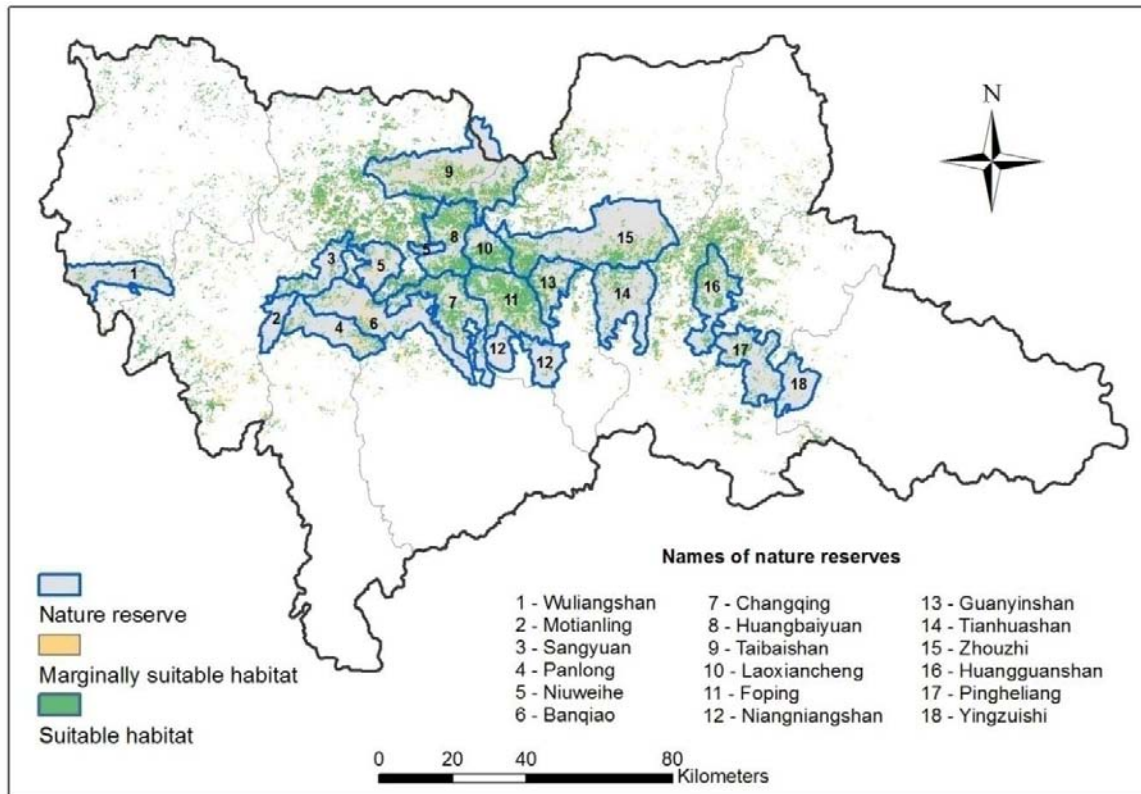 N
9
8
10
15
5
3
5
1
13
16
7
11
14
2
4
6
12
12
17
18
Names of nature reserves
1 - Wuliangshan
2 - Motianling
3 - Sangyuan
4 - Panlong
5 - Niuweihe
6 - Banqiao
7 - Changqing
8 - Huangbaiyuan
9 - Taibaishan
10 - Laoxiancheng
11 - Foping
12 - Niangniangshan
13 - Guanyinshan
14 - Tianhuashan
15 - Zhouzhi
16 - Huangguanshan
17 - Pingheliang
18 - Yingzuishi
Nature reserve
Marginally suitable habitat
Suitable habitat
0 20 40 80
Kilometers